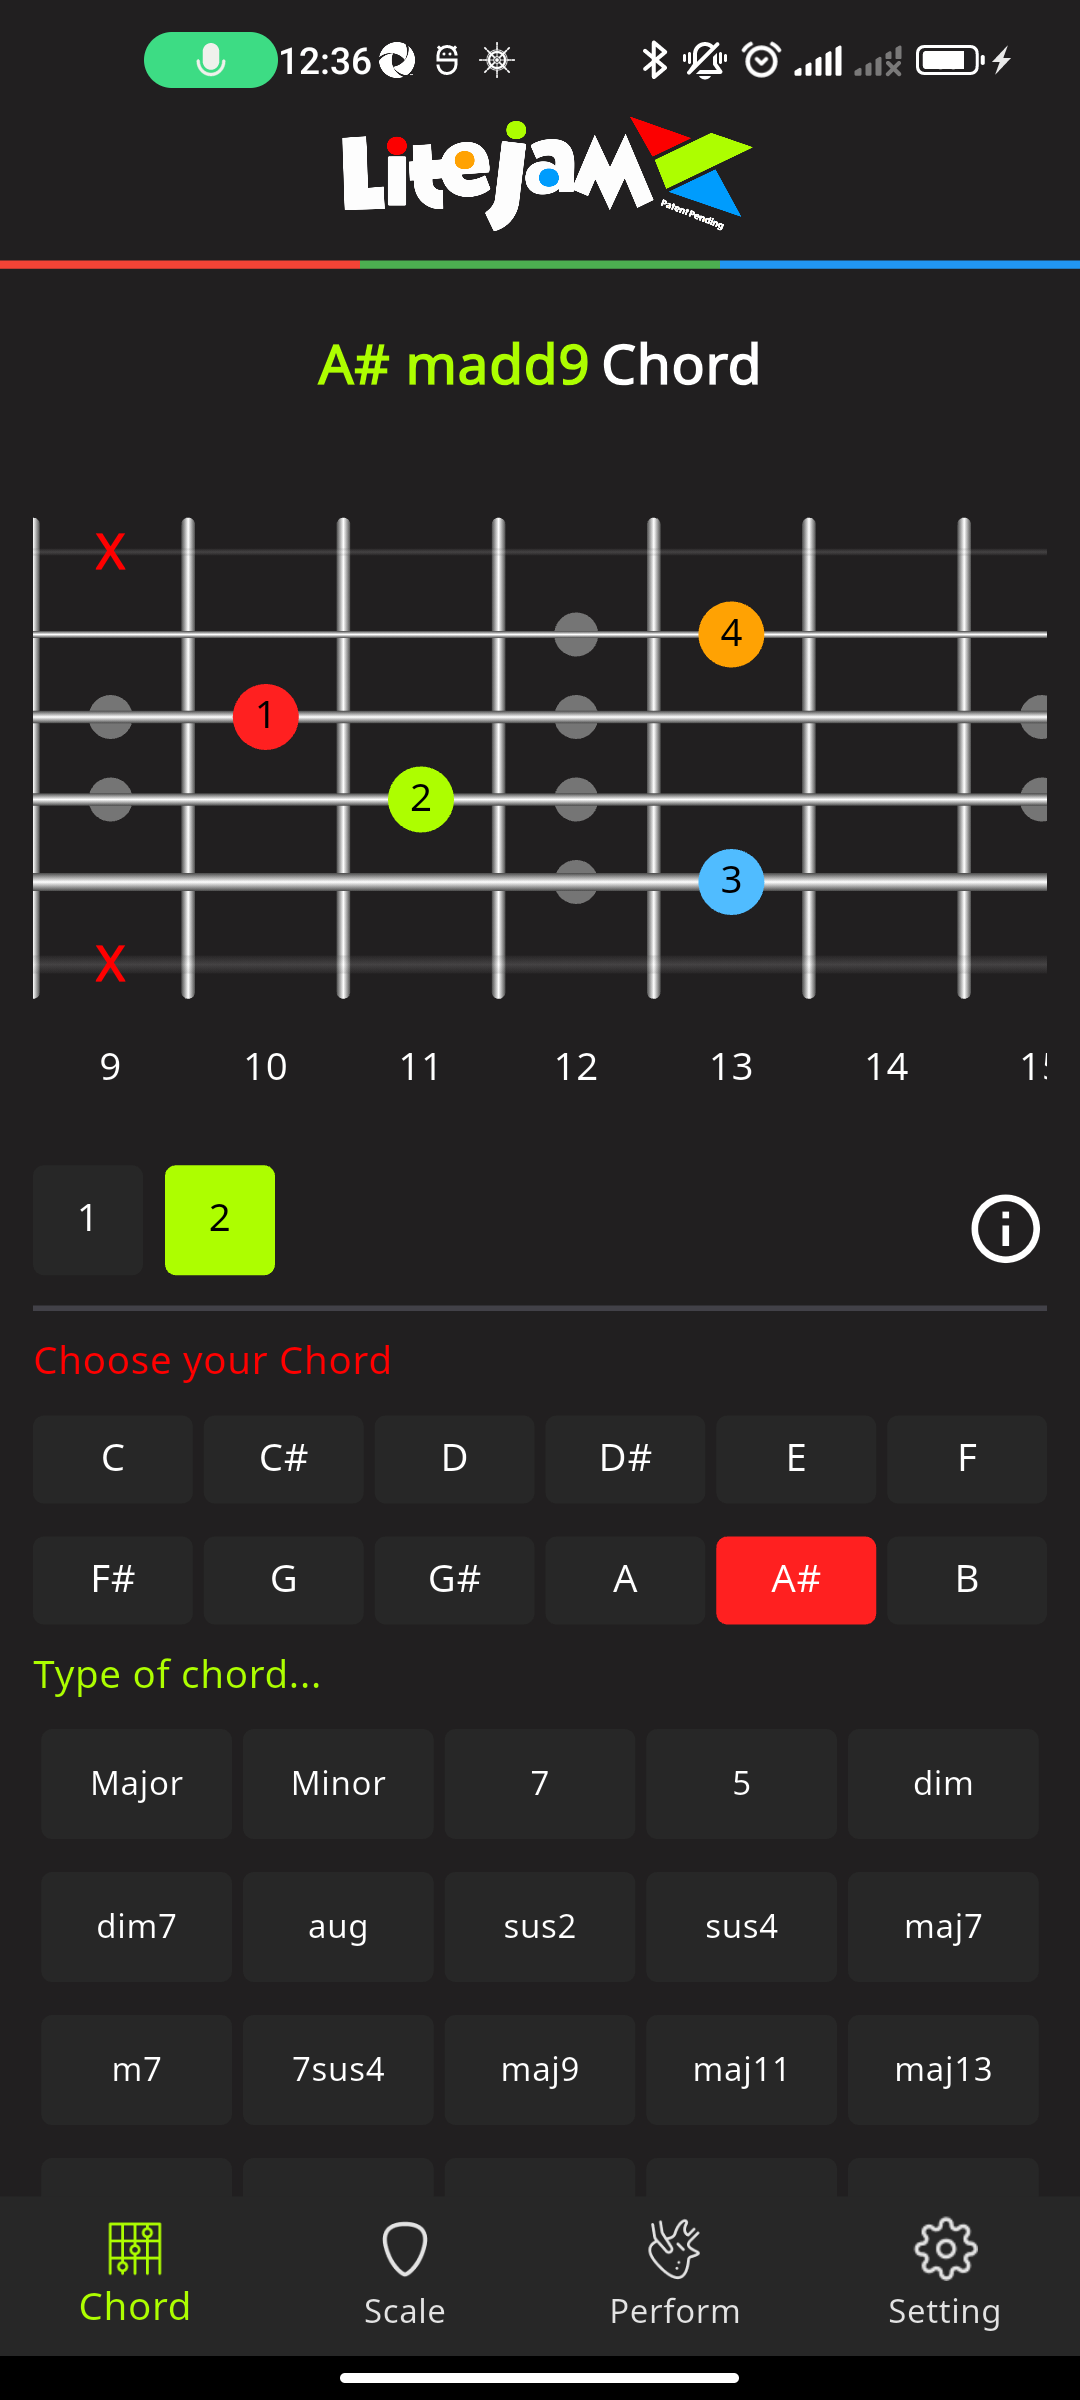 12:36
LiteJam
Patent Pending
A# madd9 Chord
X
4
1
2
3
X
9 10 11 12 13 14
1 2
Choose your Chord
C C# D D# E F
F# G G# A A# B
Type of chord...
Major Minor 7 5 dim
dim7 aug sus2 sus4 maj7
m7 7sus4 maj9 maj11 maj13
Chord Scale Perform Setting